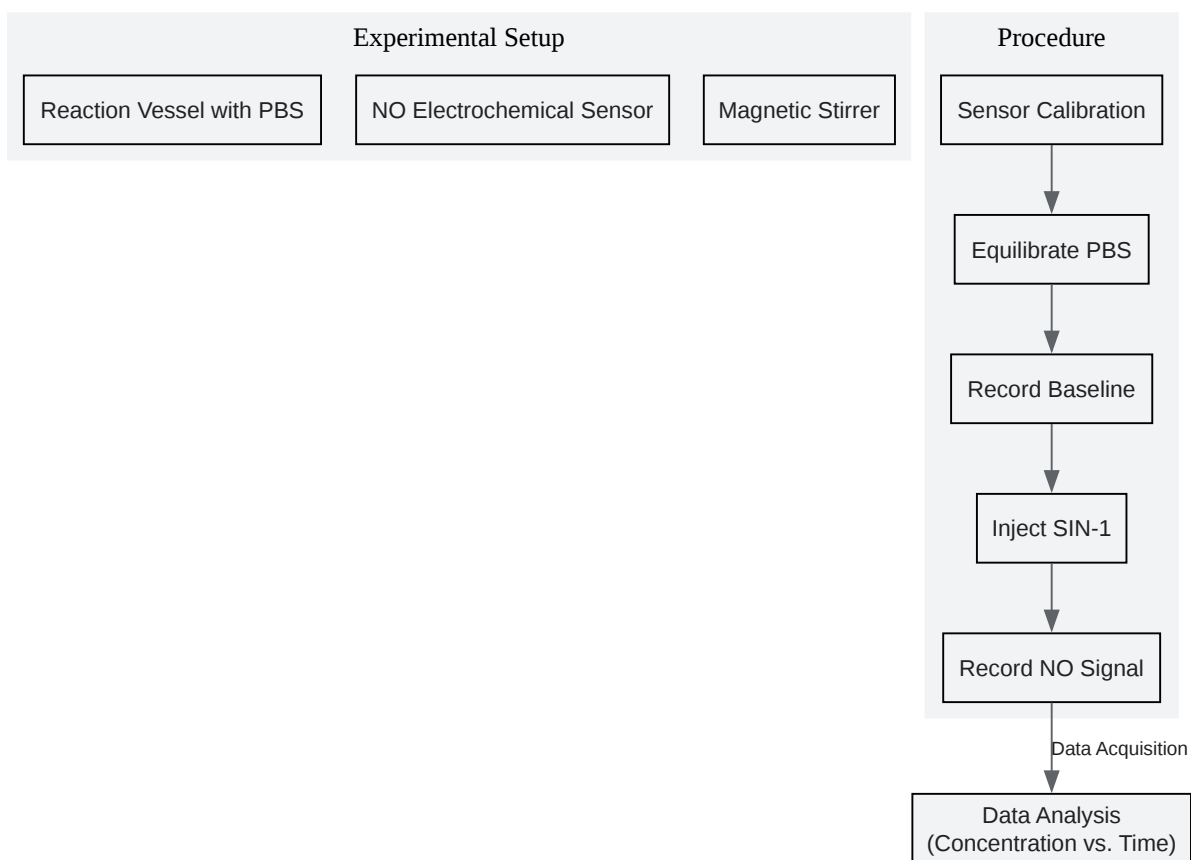 Experimental Setup
Reaction Vessel with PBS
NO Electrochemical Sensor
Magnetic Stirrer
Procedure
Sensor Calibration
Equilibrate PBS
Record Baseline
Inject SIN-1
Record NO Signal
Data Acquisition
Data Analysis
(Concentration vs. Time)